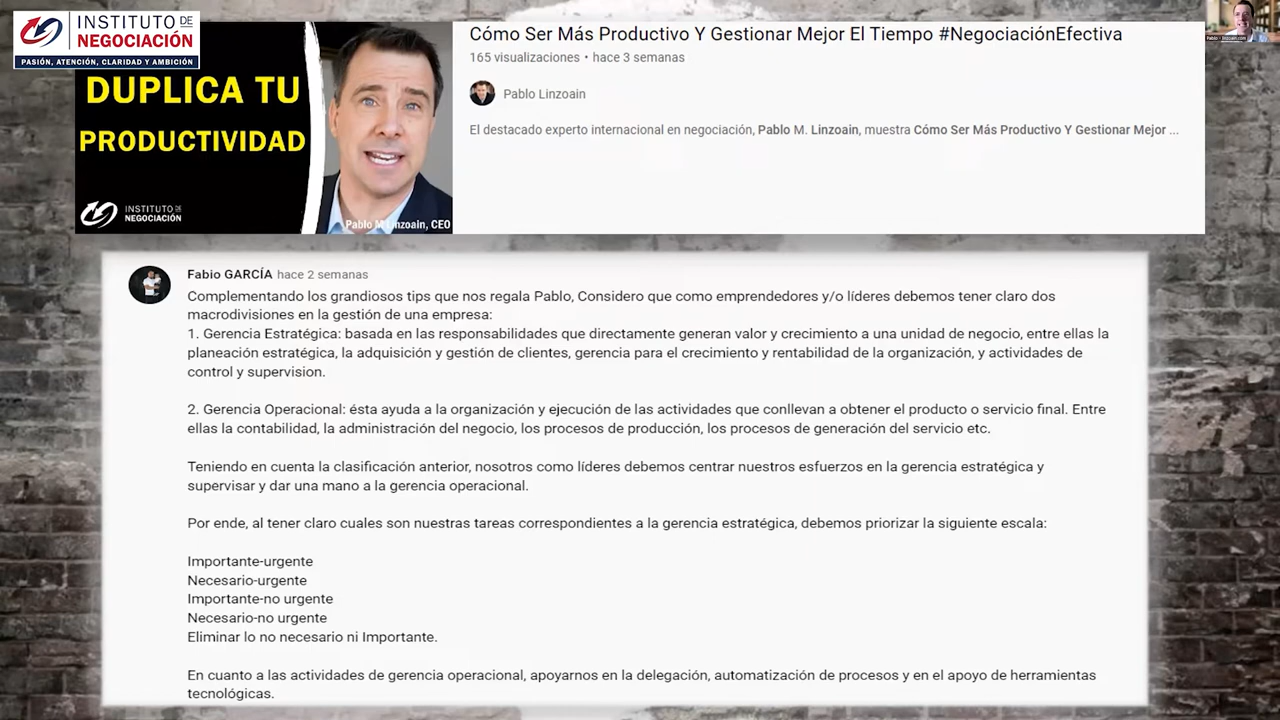 INSTITUTO DE
NEGOCIACIÓN
PASIÓN, ATENCIÓN, CLARIDAD Y AMBICIÓN
DUPLICA TU
PRODUCTIVIDAD
INSTITUTO DE
NEGOCIACIÓN
Pablo M Linzoain, CEO
Cómo Ser Más Productivo Y Gestionar Mejor El Tiempo #NegociaciónEfectiva
165 visualizaciones • hace 3 semanas
Pablo Linzoain
El destacado experto internacional en negociación, Pablo M. Linzoain, muestra Cómo Ser Más Productivo Y Gestionar Mejor ...
Fabio GARCÍA hace 2 semanas
Complementando los grandiosos tips que nos regala Pablo, Considero que como emprendedores y/o líderes debemos tener claro dos
macrodivisiones en la gestión de una empresa:
1. Gerencia Estratégica: basada en las responsabilidades que directamente generan valor y crecimiento a una unidad de negocio, entre ellas la
planeación estratégica, la adquisición y gestión de clientes, gerencia para el crecimiento y rentabilidad de la organización, y actividades de
control y supervision.
2. Gerencia Operacional: ésta ayuda a la organización y ejecución de las actividades que conllevan a obtener el producto o servicio final. Entre
ellas la contabilidad, la administración del negocio, los procesos de producción, los procesos de generación del servicio etc.
Teniendo en cuenta la clasificación anterior, nosotros como líderes debemos centrar nuestros esfuerzos en la gerencia estratégica y
supervisar y dar una mano a la gerencia operacional.
Por ende, al tener claro cuales son nuestras tareas correspondientes a la gerencia estratégica, debemos priorizar la siguiente escala:
Importante-urgente
Necesario-urgente
Importante-no urgente
Necesario-no urgente
Eliminar lo no necesario ni Importante.
En cuanto a las actividades de gerencia operacional, apoyarnos en la delegación, automatización de procesos y en el apoyo de herramientas
tecnológicas.